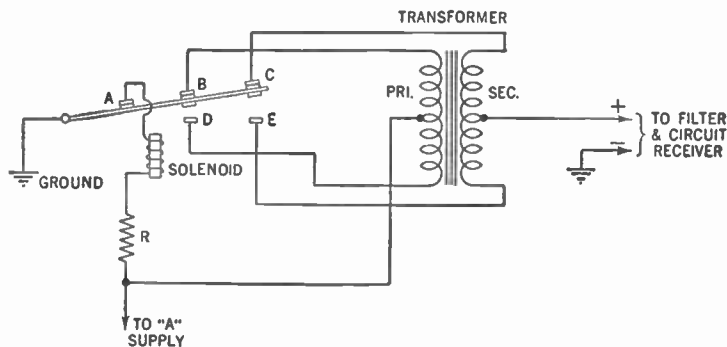 TRANSFORMER
A
B
C
D
E
PRI.
SEC.
+
−
TO FILTER
& CIRCUIT
RECEIVER
GROUND
SOLENOID
R
TO "A"
SUPPLY